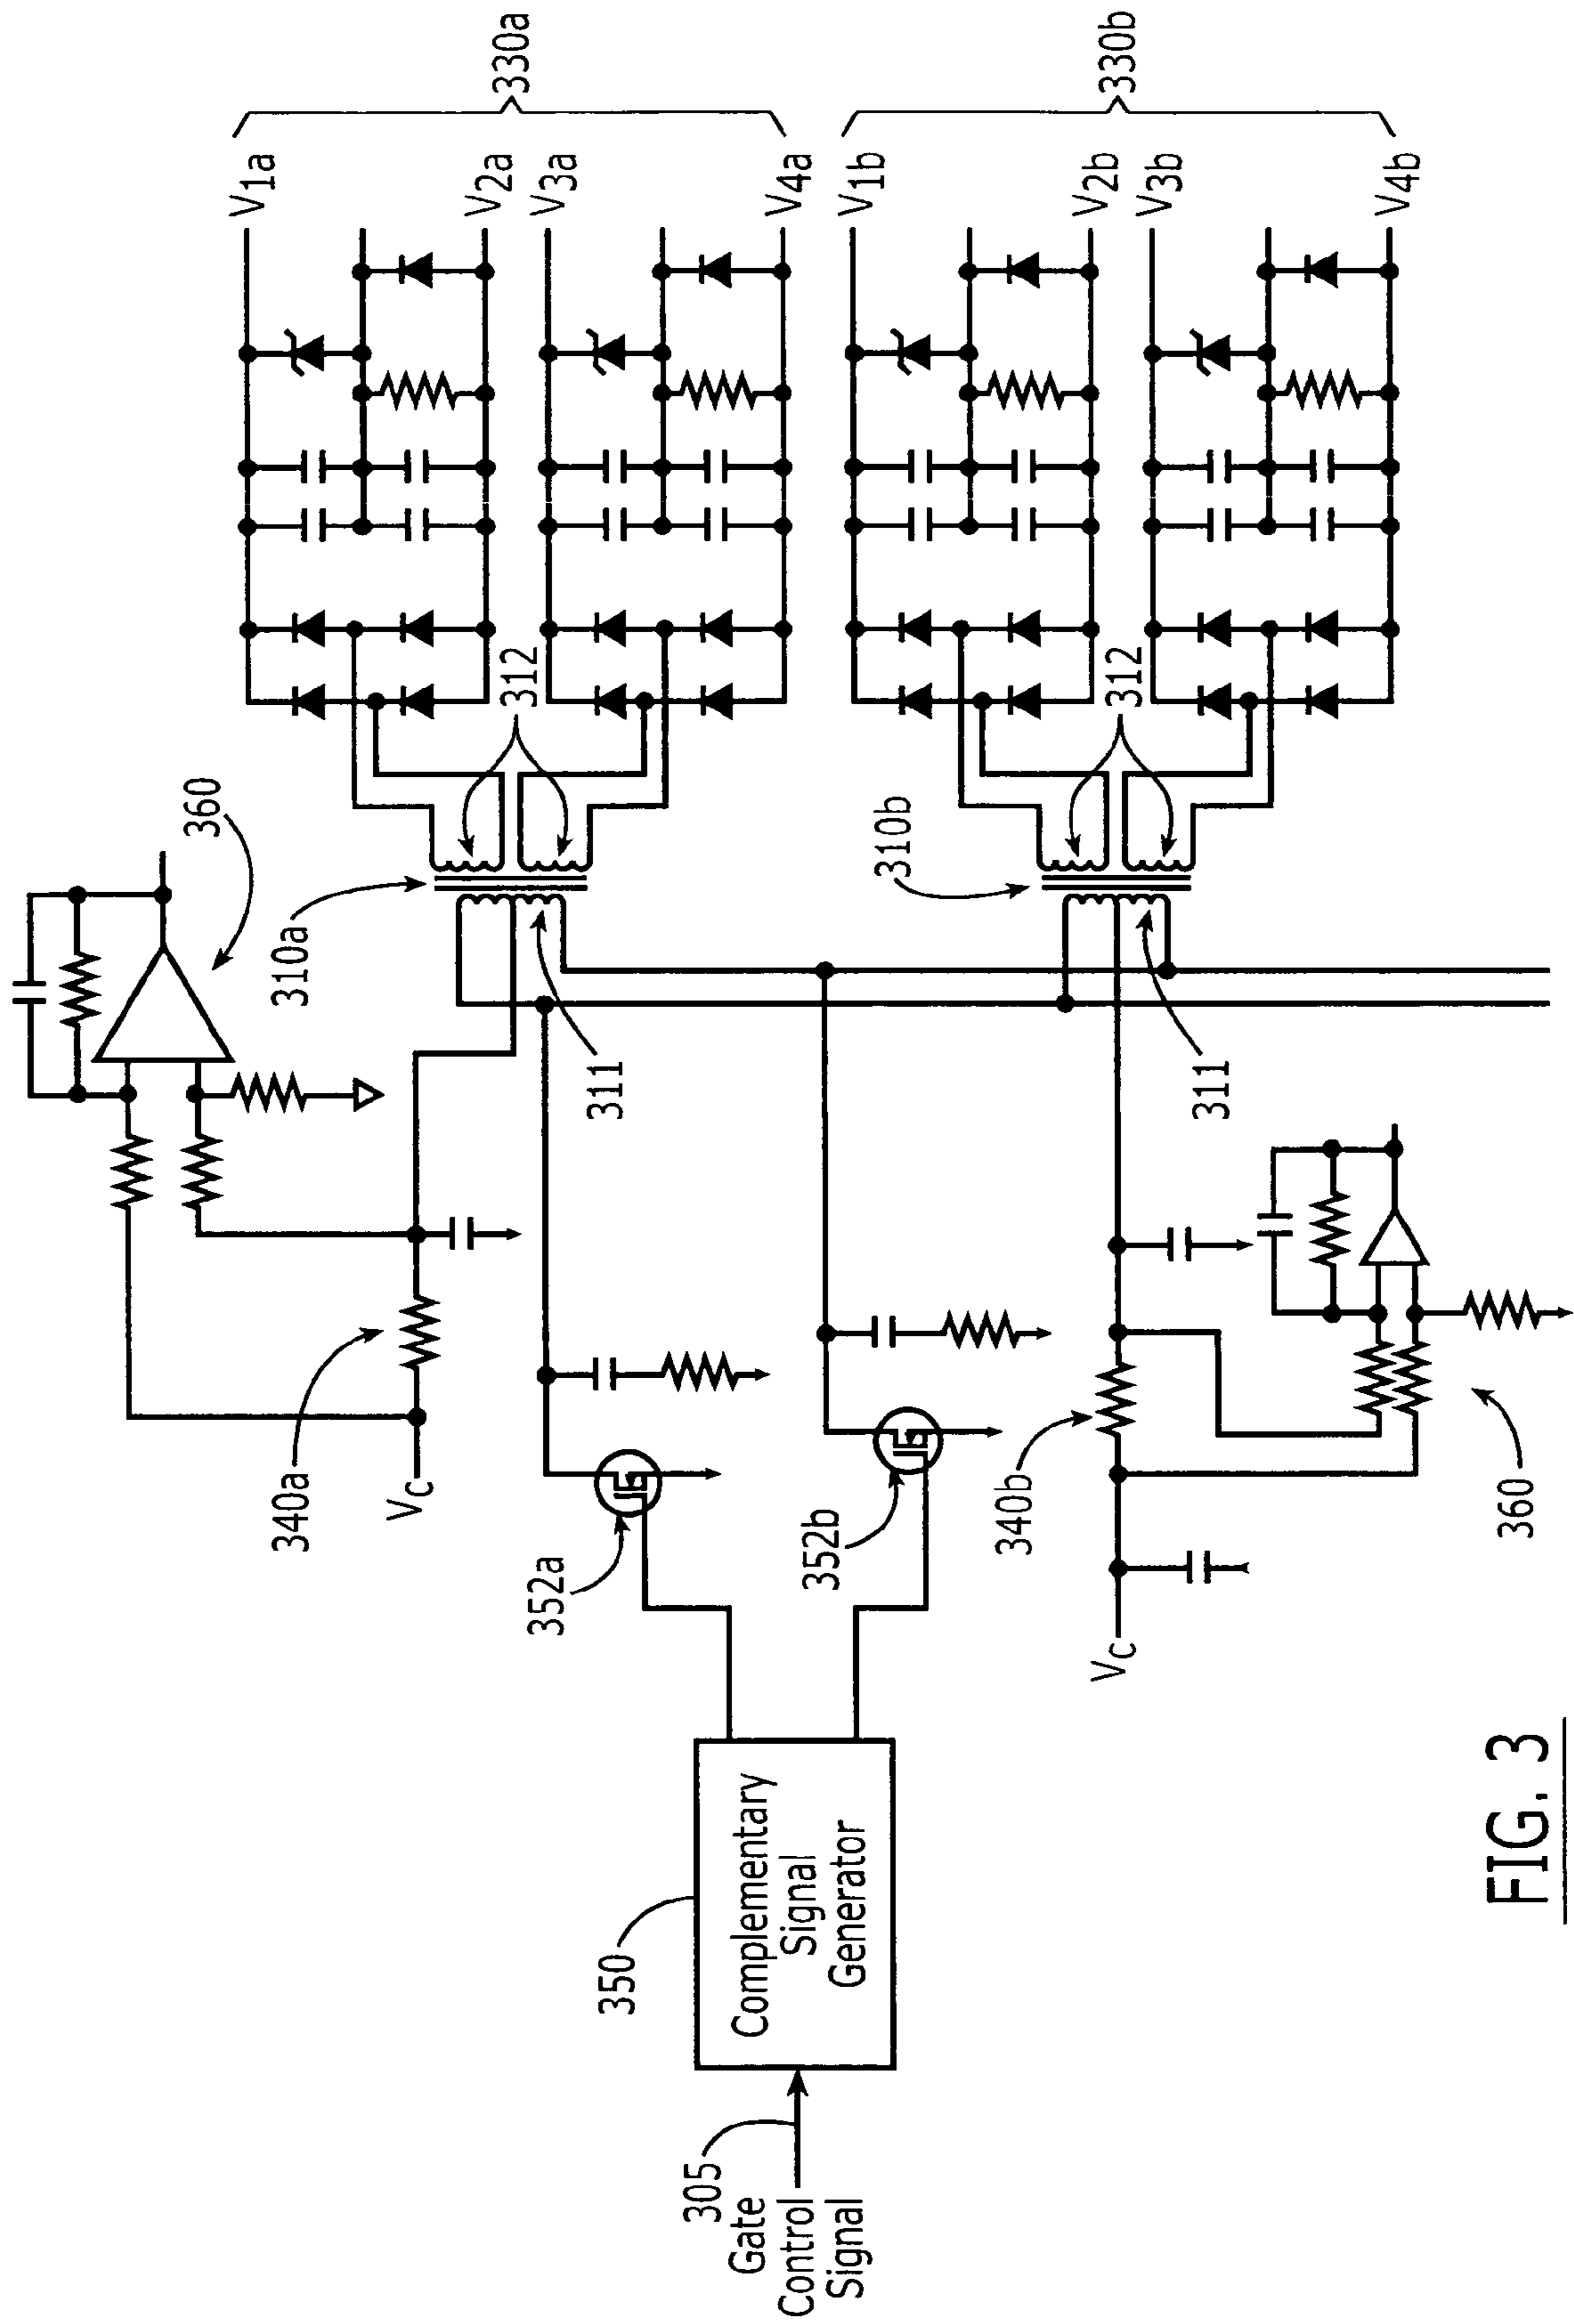 305
Gate
Control
Signal
350
Complementary
Signal
Generator
352a
352b
340a
VC
340b
VC
360
360
310a
311
312
310b
311
312
V1a
V2a
V3a
V4a
330a
V1b
V2b
V3b
V4b
330b
FIG. 3